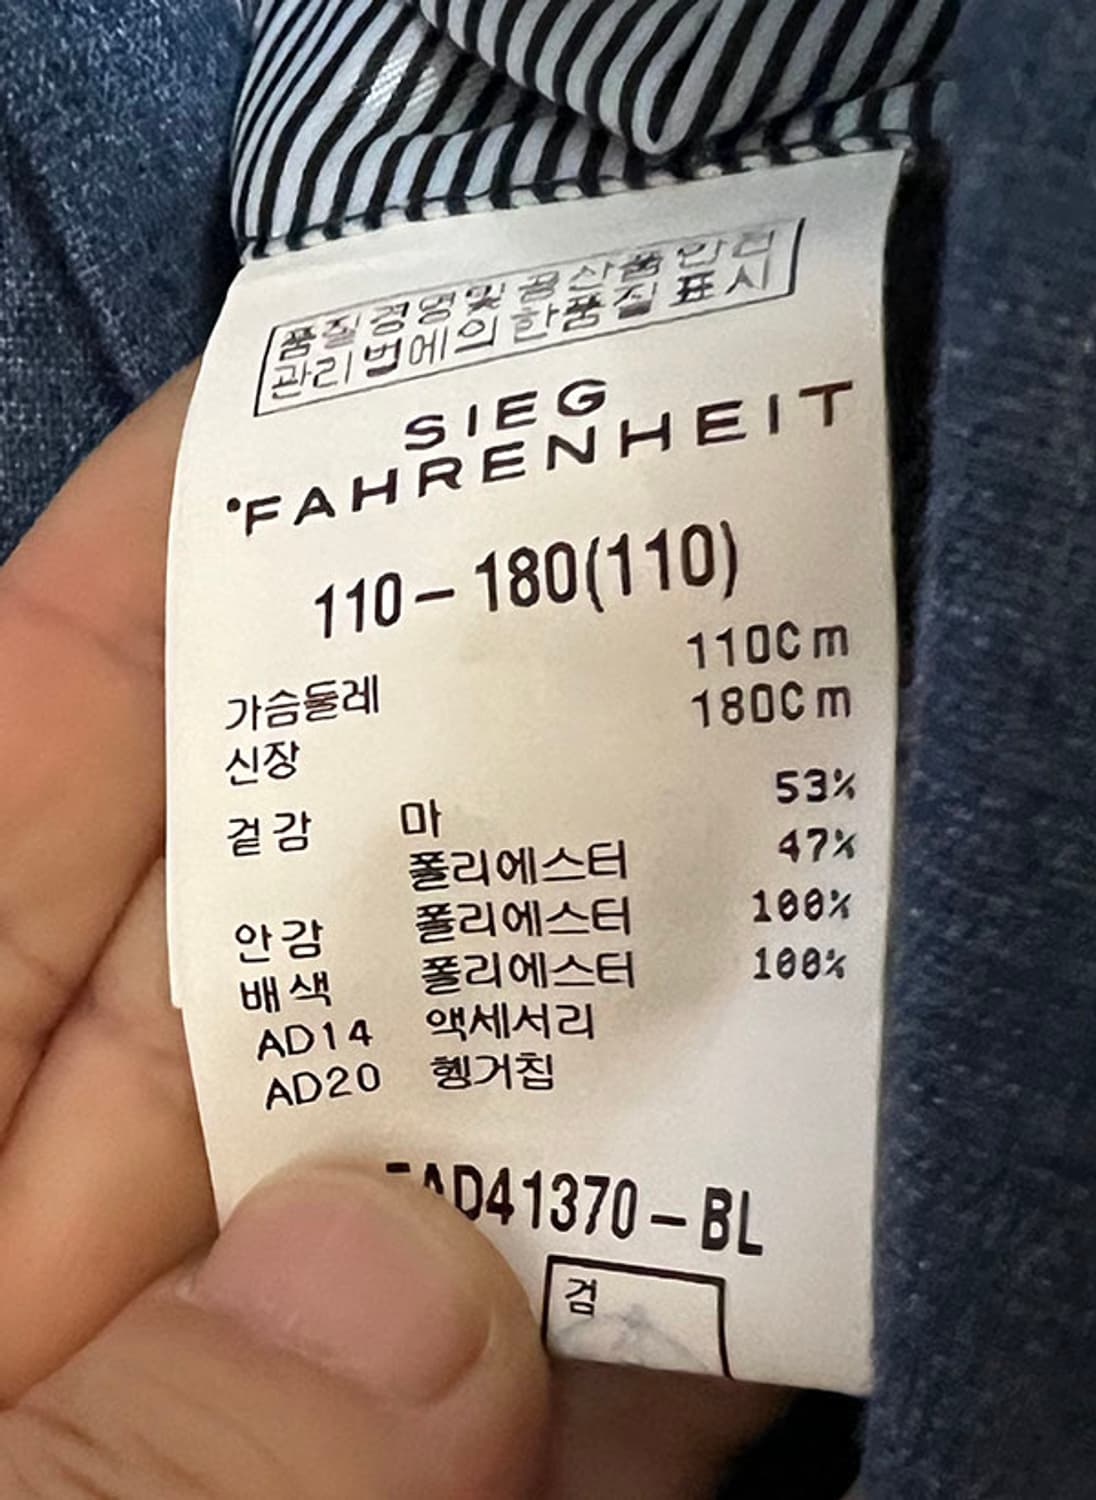 품질경영및 공산품안전
관리법에의한품질표시
SIEG
FAHRENHEIT
110-180(110)
가슴둘레 110Cm
신장 180Cm
겉감 마 53%
폴리에스터 47%
안감 폴리에스터 100%
배색 폴리에스터 100%
AD14 액세서리
AD20 헹거칩
AD41370-BL
검